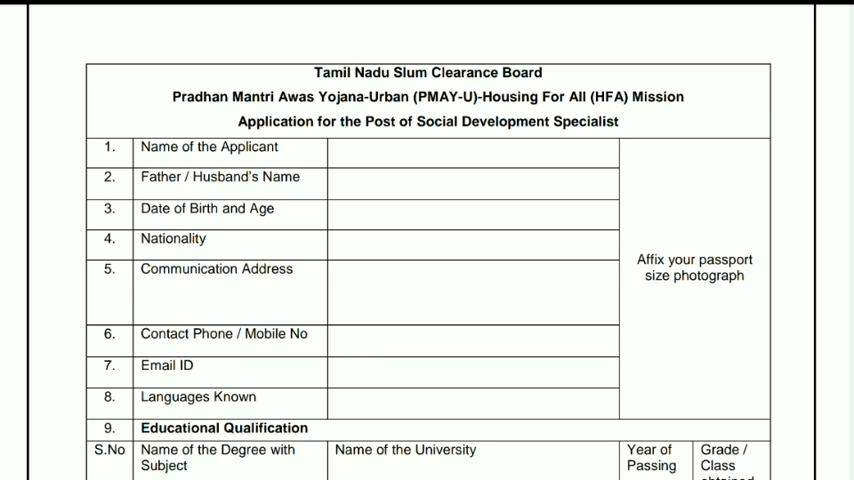 Tamil Nadu Slum Clearance Board
Pradhan Mantri Awas Yojana-Urban (PMAY-U)-Housing For All (HFA) Mission
Application for the Post of Social Development Specialist
1. Name of the Applicant
2. Father / Husband's Name
3. Date of Birth and Age
4. Nationality
5. Communication Address
Affix your passport
size photograph
6. Contact Phone / Mobile No
7. Email ID
8. Languages Known
9. Educational Qualification
S.No Name of the Degree with Name of the University Year of Grade /
Subject Passing Class
obtained